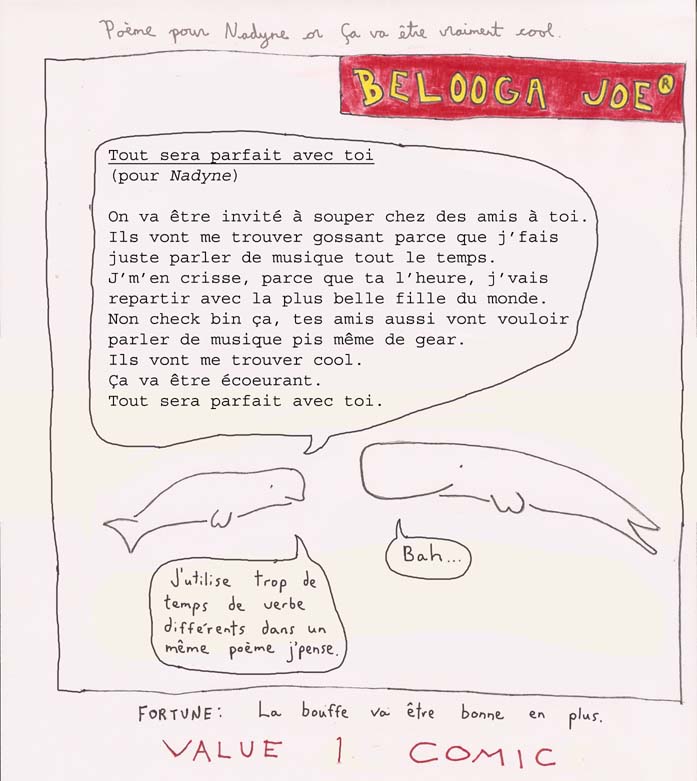 Poème pour Nadyne or Ça va être vraiment cool.
BELOOGA JOE®
Tout sera parfait avec toi
(pour Nadyne)
On va être invité à souper chez des amis à toi.
Ils vont me trouver gossant parce que j'fais
juste parler de musique tout le temps.
J'm'en crisse, parce que ta l'heure, j'vais
repartir avec la plus belle fille du monde.
Non check bin ça, tes amis aussi vont vouloir
parler de musique pis même de gear.
Ils vont me trouver cool.
Ça va être écoeurant.
Tout sera parfait avec toi.
J'utilise trop de
temps de verbe
différents dans un
même poème j'pense.
Bah...
FORTUNE: La bouffe va être bonne en plus.
VALUE 1 COMIC